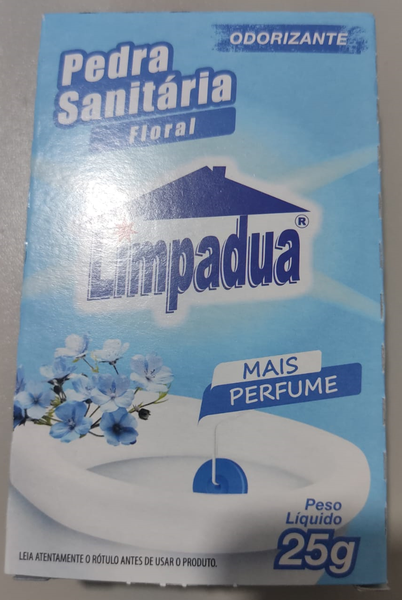 ODORIZANTE
Pedra
Sanitária
Floral
Limpadua®
MAIS
PERFUME
Peso
Líquido
25g
LEIA ATENTAMENTE O RÓTULO ANTES DE USAR O PRODUTO.